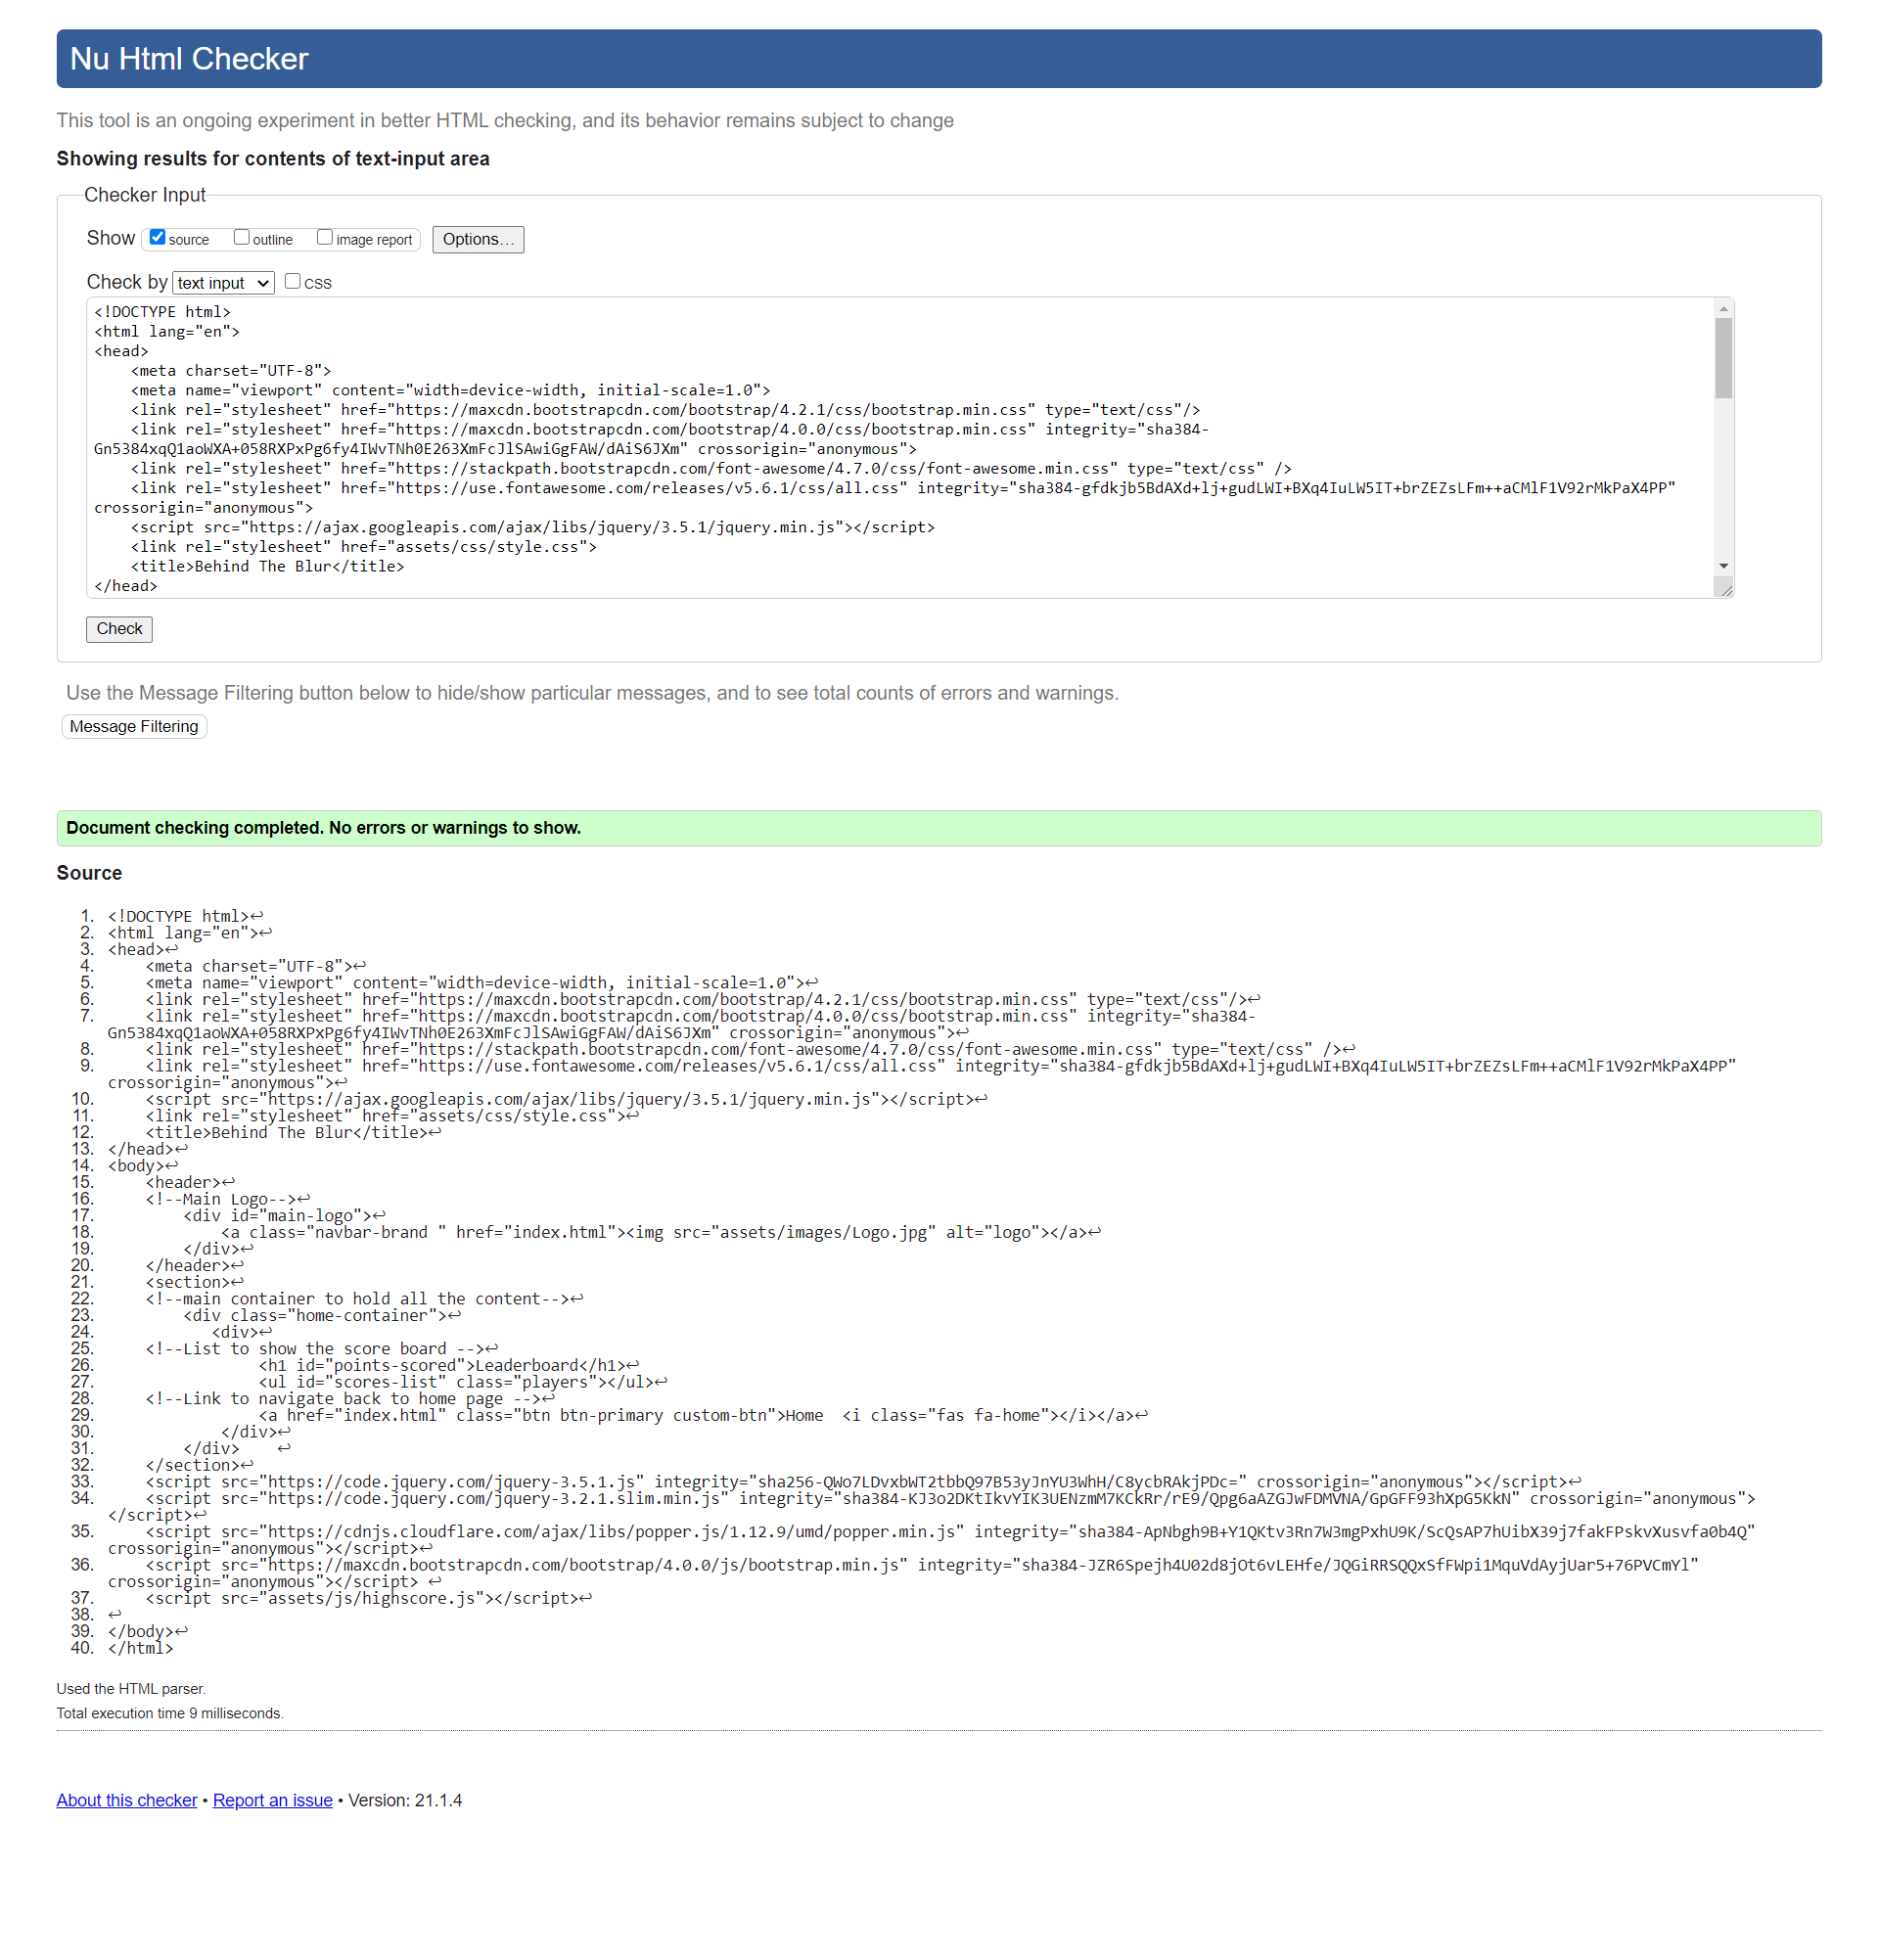 Nu Html Checker
This tool is an ongoing experiment in better HTML checking, and its behavior remains subject to change
Showing results for contents of text-input area
Checker Input
Show source outline image report Options...
Check by text input CSS
<!DOCTYPE html>
<html lang="en">
<head>
    <meta charset="UTF-8">
    <meta name="viewport" content="width=device-width, initial-scale=1.0">
    <link rel="stylesheet" href="https://maxcdn.bootstrapcdn.com/bootstrap/4.2.1/css/bootstrap.min.css" type="text/css"/>
    <link rel="stylesheet" href="https://maxcdn.bootstrapcdn.com/bootstrap/4.0.0/css/bootstrap.min.css" integrity="sha384-
Gn5384xqQ1aoWXA+058RXPxPg6fy4IWvTNh0E263XmFcJlSAwiGgFAW/dAiS6JXm" crossorigin="anonymous">
    <link rel="stylesheet" href="https://stackpath.bootstrapcdn.com/font-awesome/4.7.0/css/font-awesome.min.css" type="text/css" />
    <link rel="stylesheet" href="https://use.fontawesome.com/releases/v5.6.1/css/all.css" integrity="sha384-gfdkjb5BdAXd+lj+gudLWI+BXq4IuLW5IT+brZEZsLFm++aCMlF1V92rMkPaX4PP"
crossorigin="anonymous">
    <script src="https://ajax.googleapis.com/ajax/libs/jquery/3.5.1/jquery.min.js"></script>
    <link rel="stylesheet" href="assets/css/style.css">
    <title>Behind The Blur</title>
</head>
Check
Use the Message Filtering button below to hide/show particular messages, and to see total counts of errors and warnings.
Message Filtering
Document checking completed. No errors or warnings to show.
Source
1. <!DOCTYPE html>↩
2. <html lang="en">↩
3. <head>↩
4.     <meta charset="UTF-8">↩
5.     <meta name="viewport" content="width=device-width, initial-scale=1.0">↩
6.     <link rel="stylesheet" href="https://maxcdn.bootstrapcdn.com/bootstrap/4.2.1/css/bootstrap.min.css" type="text/css"/>↩
7.     <link rel="stylesheet" href="https://maxcdn.bootstrapcdn.com/bootstrap/4.0.0/css/bootstrap.min.css" integrity="sha384-
Gn5384xqQ1aoWXA+058RXPxPg6fy4IWvTNh0E263XmFcJlSAwiGgFAW/dAiS6JXm" crossorigin="anonymous">↩
8.     <link rel="stylesheet" href="https://stackpath.bootstrapcdn.com/font-awesome/4.7.0/css/font-awesome.min.css" type="text/css" />↩
9.     <link rel="stylesheet" href="https://use.fontawesome.com/releases/v5.6.1/css/all.css" integrity="sha384-gfdkjb5BdAXd+lj+gudLWI+BXq4IuLW5IT+brZEZsLFm++aCMlF1V92rMkPaX4PP"
crossorigin="anonymous">↩
10.     <script src="https://ajax.googleapis.com/ajax/libs/jquery/3.5.1/jquery.min.js"></script>↩
11.     <link rel="stylesheet" href="assets/css/style.css">↩
12.     <title>Behind The Blur</title>↩
13. </head>↩
14. <body>↩
15.     <header>↩
16.     <!--Main Logo-->↩
17.         <div id="main-logo">↩
18.             <a class="navbar-brand " href="index.html"><img src="assets/images/Logo.jpg" alt="logo"></a>↩
19.         </div>↩
20.     </header>↩
21.     <section>↩
22.     <!--main container to hold all the content-->↩
23.         <div class="home-container">↩
24.            <div>↩
25.     <!--List to show the score board -->↩
26.                 <h1 id="points-scored">Leaderboard</h1>↩
27.                 <ul id="scores-list" class="players"></ul>↩
28.     <!--Link to navigate back to home page -->↩
29.                 <a href="index.html" class="btn btn-primary custom-btn">Home  <i class="fas fa-home"></i></a>↩
30.             </div>↩
31.         </div>    ↩
32.     </section>↩
33.     <script src="https://code.jquery.com/jquery-3.5.1.js" integrity="sha256-QWo7LDvxbWT2tbbQ97B53yJnYU3WhH/C8ycbRAkjPDc=" crossorigin="anonymous"></script>↩
34.     <script src="https://code.jquery.com/jquery-3.2.1.slim.min.js" integrity="sha384-KJ3o2DKtIkvYIK3UENzmM7KCkRr/rE9/Qpg6aAZGJwFDMVNA/GpGFF93hXpG5KkN" crossorigin="anonymous">
</script>↩
35.     <script src="https://cdnjs.cloudflare.com/ajax/libs/popper.js/1.12.9/umd/popper.min.js" integrity="sha384-ApNbgh9B+Y1QKtv3Rn7W3mgPxhU9K/ScQsAP7hUibX39j7fakFPskvXusvfa0b4Q"
crossorigin="anonymous"></script>↩
36.     <script src="https://maxcdn.bootstrapcdn.com/bootstrap/4.0.0/js/bootstrap.min.js" integrity="sha384-JZR6Spejh4U02d8jOt6vLEHfe/JQGiRRSQQxSfFWpi1MquVdAyjUar5+76PVCmYl"
crossorigin="anonymous"></script> ↩
37.     <script src="assets/js/highscore.js"></script>↩
38. ↩
39. </body>↩
40. </html>
Used the HTML parser.
Total execution time 9 milliseconds.
About this checker • Report an issue • Version: 21.1.4